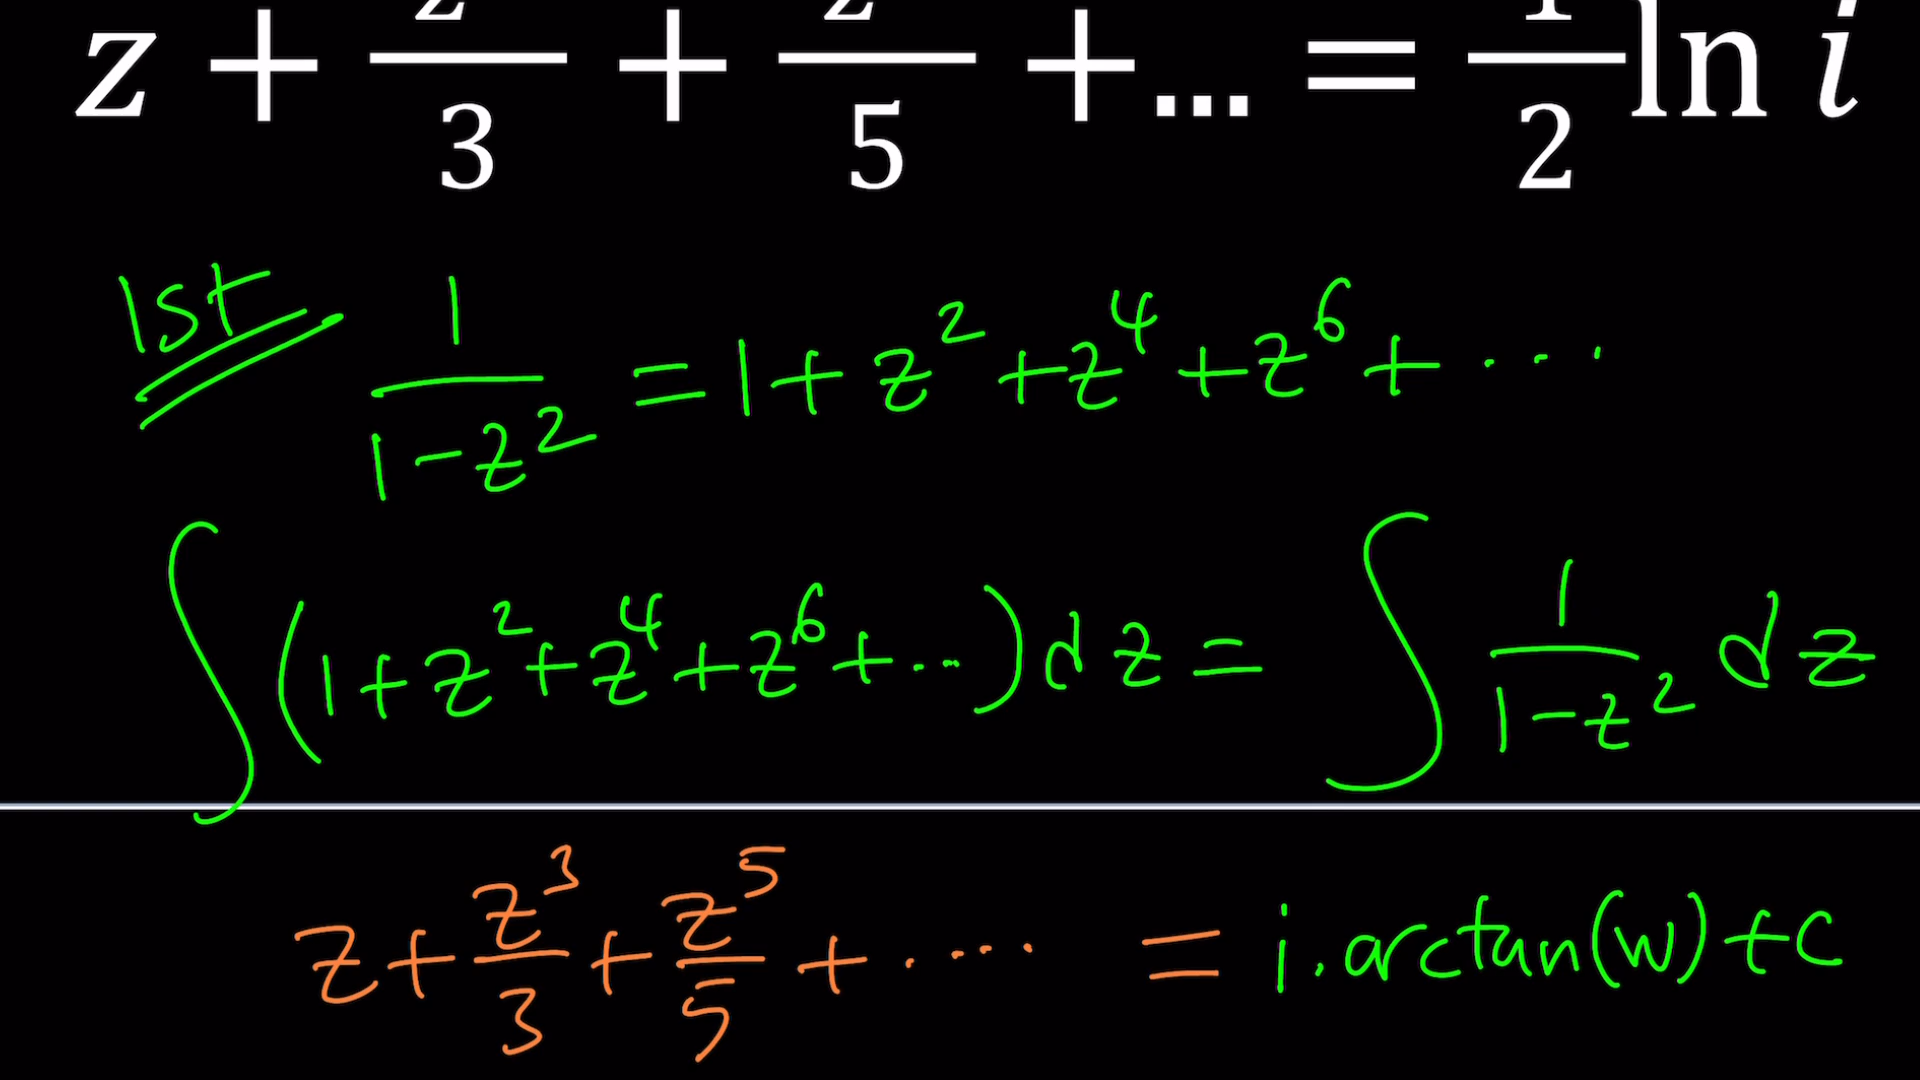 z + z/3 + z/5 +... = 1/2 ln i
1st 1/(1-z²) = 1+z²+z⁴+z⁶+...
∫(1+z²+z⁴+z⁶+..)dz = ∫ 1/(1-z²) dz
z+z³/3+z⁵/5+.... = i.arctan(w)+c